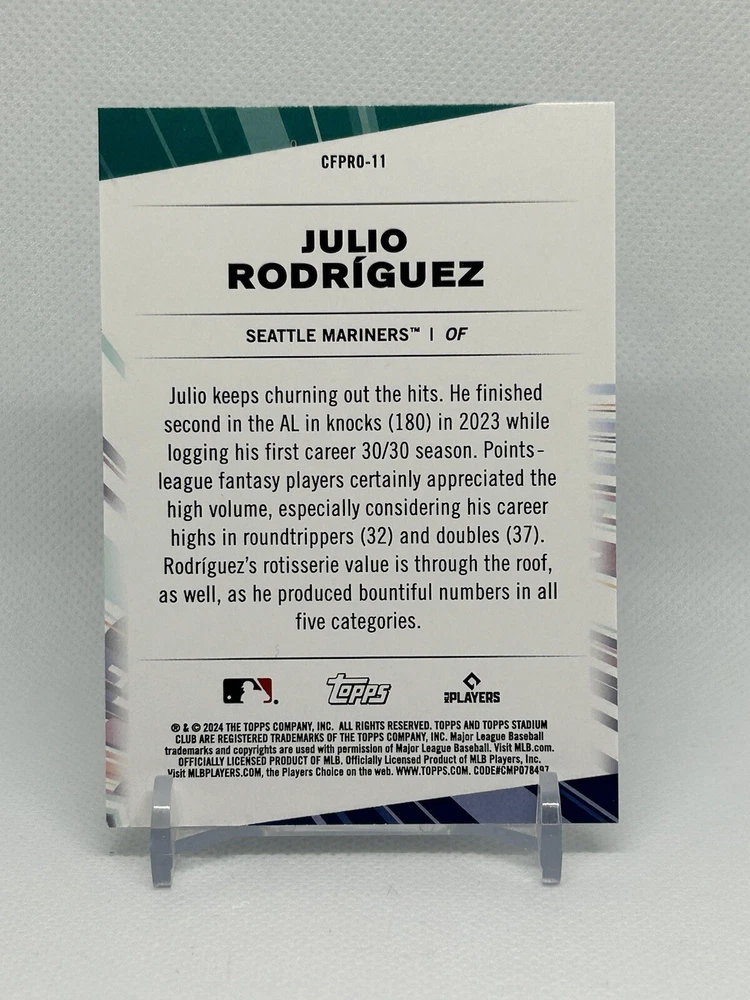 CFPRO-11
JULIO
RODRÍGUEZ
SEATTLE MARINERS™ | OF
Julio keeps churning out the hits. He finished
second in the AL in knocks (180) in 2023 while
logging his first career 30/30 season. Points-
league fantasy players certainly appreciated the
high volume, especially considering his career
highs in roundtrippers (32) and doubles (37).
Rodríguez's rotisserie value is through the roof,
as well, as he produced bountiful numbers in all
five categories.
topps
MLB PLAYERS
® & © 2024 THE TOPPS COMPANY, INC. ALL RIGHTS RESERVED. TOPPS AND TOPPS STADIUM
CLUB ARE REGISTERED TRADEMARKS OF THE TOPPS COMPANY, INC. Major League Baseball
trademarks and copyrights are used with permission of Major League Baseball. Visit MLB.com.
OFFICIALLY LICENSED PRODUCT OF MLB. Officially Licensed Product of MLB Players, Inc.
Visit MLBPLAYERS.COM, the Players Choice on the web. WWW.TOPPS.COM. CODE#CMP078497